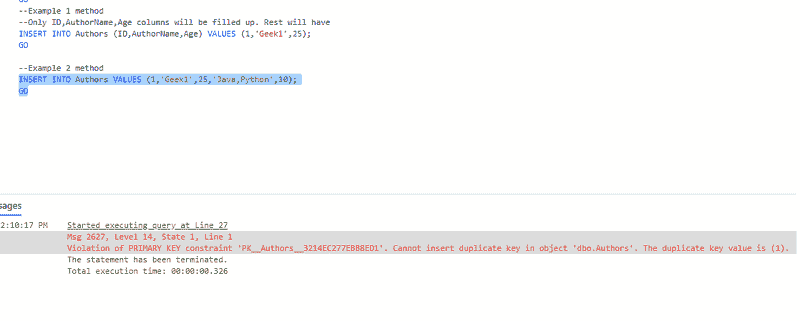 GO
--Example 1 method
--Only ID,AuthorName,Age columns will be filled up. Rest will have
INSERT INTO Authors (ID,AuthorName,Age) VALUES (1,'Geek1',25);
GO
--Example 2 method
INSERT INTO Authors VALUES (1,'Geek1',25,'Java,Python',30);
GO
sages
2:10:17 PM Started executing query at Line 27
Msg 2627, Level 14, State 1, Line 1
Violation of PRIMARY KEY constraint 'PK__Authors__3214EC277EBB8ED1'. Cannot insert duplicate key in object 'dbo.Authors'. The duplicate key value is (1).
The statement has been terminated.
Total execution time: 00:00:00.326